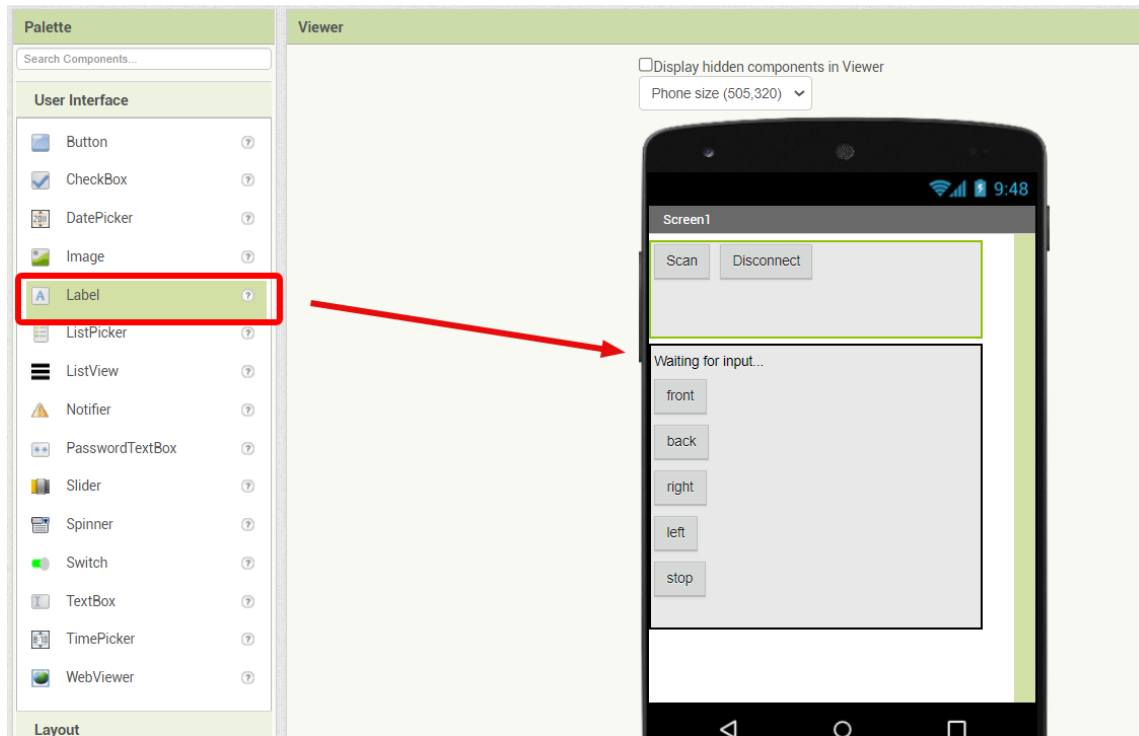 Palette
Search Components...
User Interface
Button
CheckBox
DatePicker
Image
Label
ListPicker
ListView
Notifier
PasswordTextBox
Slider
Spinner
Switch
TextBox
TimePicker
WebViewer
Layout
Viewer
Display hidden components in Viewer
Phone size (505,320)
9:48
Screen1
Scan Disconnect
Waiting for input...
front
back
right
left
stop